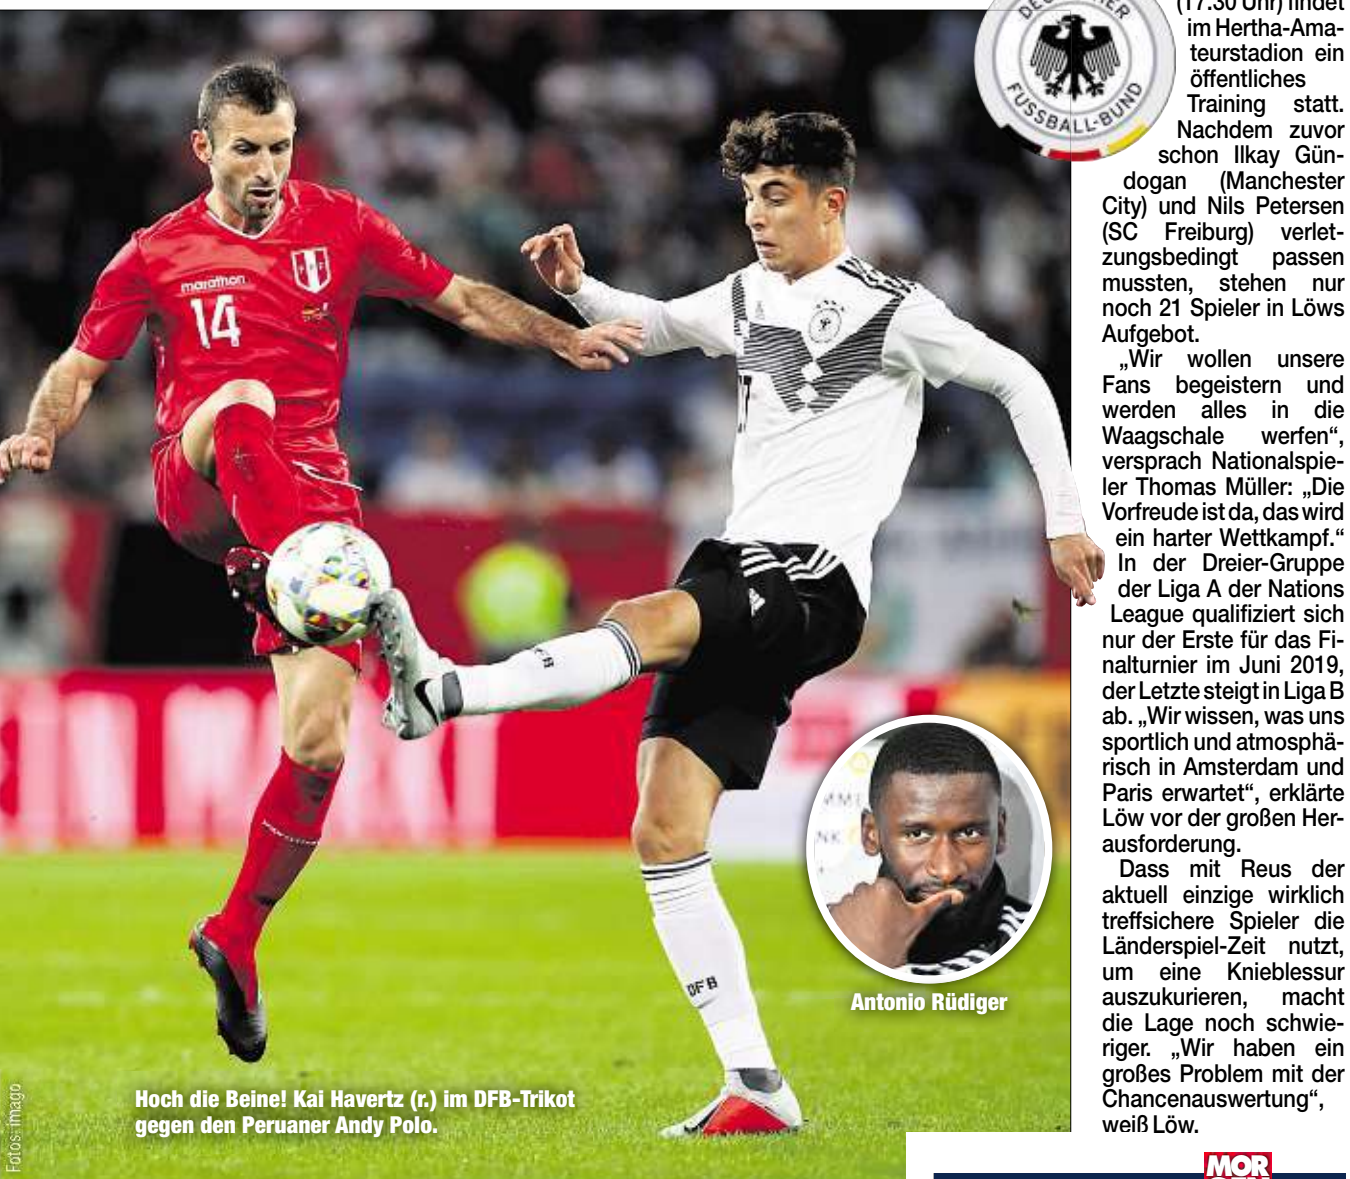 DEUTSCHER
FUSSBALL-BUND
marathon
14
17
DFB
DFB
Antonio Rüdiger
Hoch die Beine! Kai Havertz (r.) im DFB-Trikot
gegen den Peruaner Andy Polo.
Fotos: imago
(17.30 Uhr) findet
im Hertha-Ama-
teurstadion ein
öffentliches
Training statt.
Nachdem zuvor
schon Ilkay Gün-
dogan (Manchester
City) und Nils Petersen
(SC Freiburg) verlet-
zungsbedingt passen
mussten, stehen nur
noch 21 Spieler in Löws
Aufgebot.
„Wir wollen unsere
Fans begeistern und
werden alles in die
Waagschale werfen“,
versprach Nationalspie-
ler Thomas Müller: „Die
Vorfreude ist da, das wird
ein harter Wettkampf.“
In der Dreier-Gruppe
der Liga A der Nations
League qualifiziert sich
nur der Erste für das Fi-
nalturnier im Juni 2019,
der Letzte steigt in Liga B
ab. „Wir wissen, was uns
sportlich und atmosphä-
risch in Amsterdam und
Paris erwartet“, erklärte
Löw vor der großen Her-
ausforderung.
Dass mit Reus der
aktuell einzige wirklich
treffsichere Spieler die
Länderspiel-Zeit nutzt,
um eine Knieblessur
auszukurieren, macht
die Lage noch schwie-
riger. „Wir haben ein
großes Problem mit der
Chancenauswertung“,
weiß Löw.
MOR